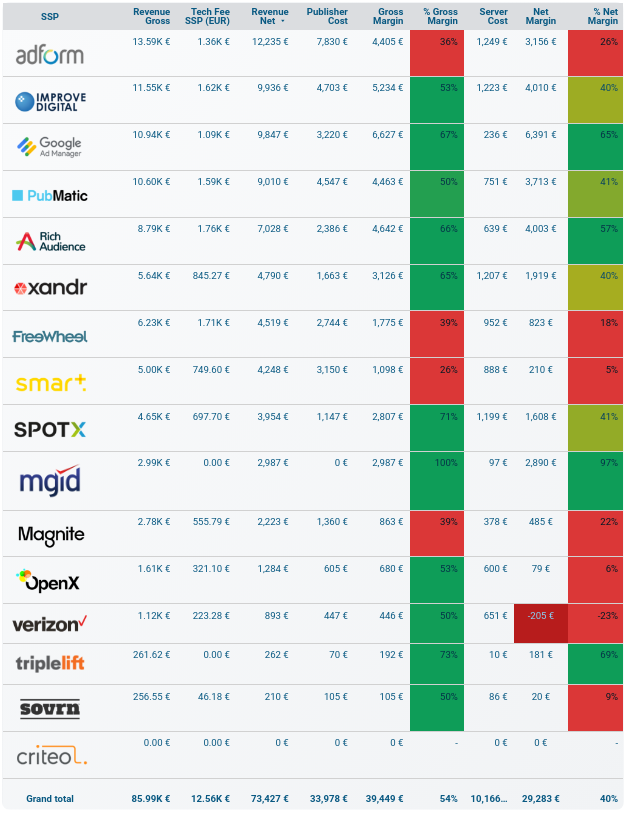 SSP Revenue Gross Tech Fee SSP (EUR) Revenue Net Publisher Cost Gross Margin % Gross Margin Server Cost Net Margin % Net Margin
adform 13.59K € 1.36K € 12,235 € 7,830 € 4,405 € 36% 1,249 € 3,156 € 26%
IMPROVE DIGITAL 11.55K € 1.62K € 9,936 € 4,703 € 5,234 € 53% 1,223 € 4,010 € 40%
Google Ad Manager 10.94K € 1.09K € 9,847 € 3,220 € 6,627 € 67% 236 € 6,391 € 65%
PubMatic 10.60K € 1.59K € 9,010 € 4,547 € 4,463 € 50% 751 € 3,713 € 41%
Rich Audience 8.79K € 1.76K € 7,028 € 2,386 € 4,642 € 66% 639 € 4,003 € 57%
xandr 5.64K € 845.27 € 4,790 € 1,663 € 3,126 € 65% 1,207 € 1,919 € 40%
FreeWheel 6.23K € 1.71K € 4,519 € 2,744 € 1,775 € 39% 952 € 823 € 18%
smart 5.00K € 749.60 € 4,248 € 3,150 € 1,098 € 26% 888 € 210 € 5%
SPOTX 4.65K € 697.70 € 3,954 € 1,147 € 2,807 € 71% 1,199 € 1,608 € 41%
mgid 2.99K € 0.00 € 2,987 € 0 € 2,987 € 100% 97 € 2,890 € 97%
Magnite 2.78K € 555.79 € 2,223 € 1,360 € 863 € 39% 378 € 485 € 22%
OpenX 1.61K € 321.10 € 1,284 € 605 € 680 € 53% 600 € 79 € 6%
verizon 1.12K € 223.28 € 893 € 447 € 446 € 50% 651 € -205 € -23%
triplelift 261.62 € 0.00 € 262 € 70 € 192 € 73% 10 € 181 € 69%
sovrn 256.55 € 46.18 € 210 € 105 € 105 € 50% 86 € 20 € 9%
criteo 0.00 € 0.00 € 0 € 0 € 0 € - 0 € 0 € -
Grand total 85.99K € 12.56K € 73,427 € 33,978 € 39,449 € 54% 10,166... 29,283 € 40%